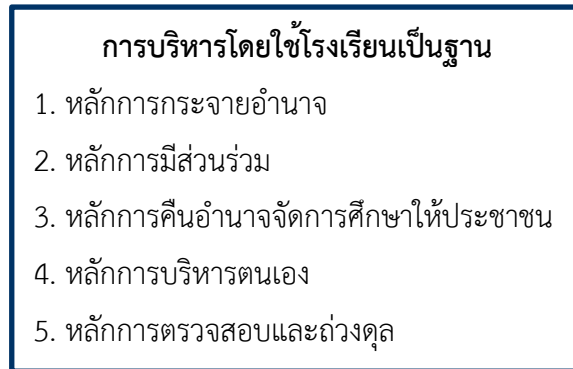 การบริหารโดยใช้โรงเรียนเป็นฐาน
1. หลักการกระจายอำนาจ
2. หลักการมีส่วนร่วม
3. หลักการคืนอำนาจจัดการศึกษาให้ประชาชน
4. หลักการบริหารตนเอง
5. หลักการตรวจสอบและถ่วงดุล